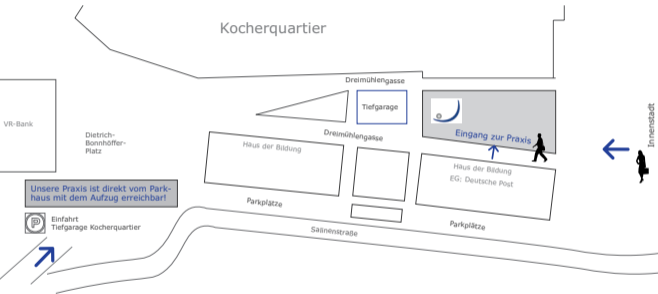 Kocherquartier
Dreimühlengasse
Tiefgarage
VR-Bank
Dietrich-
Bonnhöffer-
Platz
Dreimühlengasse
Eingang zur Praxis
Innenstadt
Haus der Bildung
Haus der Bildung
EG: Deutsche Post
Unsere Praxis ist direkt vom Park-
haus mit dem Aufzug erreichbar!
P
Einfahrt
Tiefgarage Kocherquartier
Parkplätze
Parkplätze
Salinenstraße